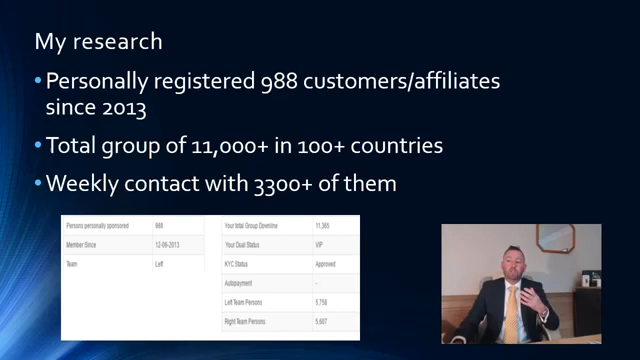 My research
• Personally registered 988 customers/affiliates
since 2013
• Total group of 11,000+ in 100+ countries
• Weekly contact with 3300+ of them
Persons personally sponsored 988
Member Since 12-06-2013
Team Left
Your total Group Downline 11,365
Your Dual Status VIP
KYC Status Approved
Autopayment -
Left Team Persons 5,758
Right Team Persons 5,607